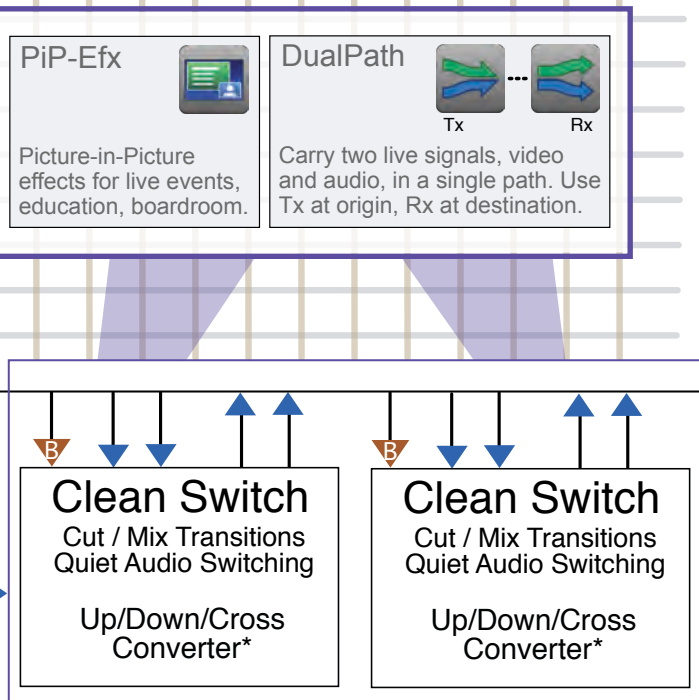 PiP-Efx
Picture-in-Picture
effects for live events,
education, boardroom.
DualPath
Tx
Rx
Carry two live signals, video
and audio, in a single path. Use
Tx at origin, Rx at destination.
B
Clean Switch
Cut / Mix Transitions
Quiet Audio Switching
Up/Down/Cross
Converter*
B
Clean Switch
Cut / Mix Transitions
Quiet Audio Switching
Up/Down/Cross
Converter*